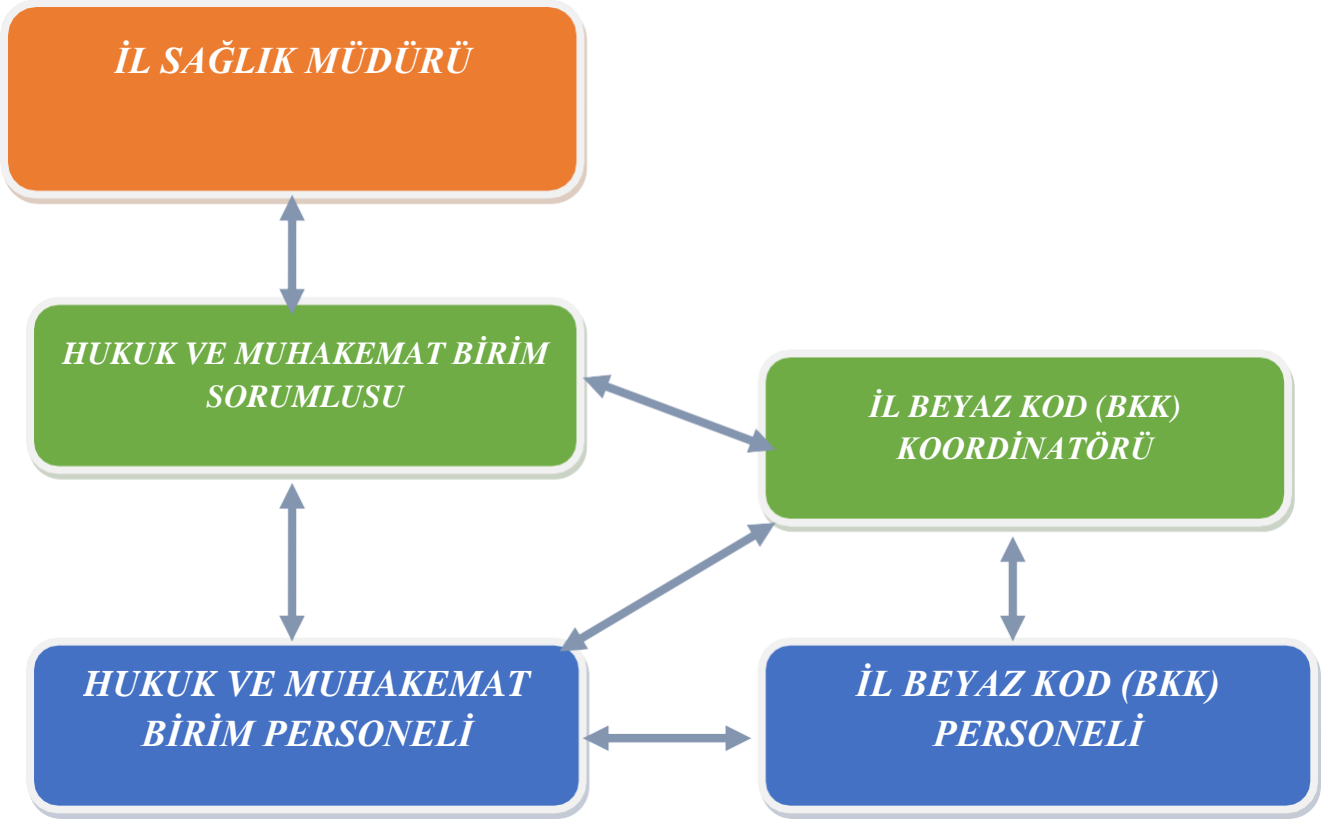 İL SAĞLIK MÜDÜRÜ
HUKUK VE MUHAKEMAT BİRİM
SORUMLUSU
İL BEYAZ KOD (BKK)
KOORDİNATÖRÜ
HUKUK VE MUHAKEMAT
BİRİM PERSONELİ
İL BEYAZ KOD (BKK)
PERSONELİ